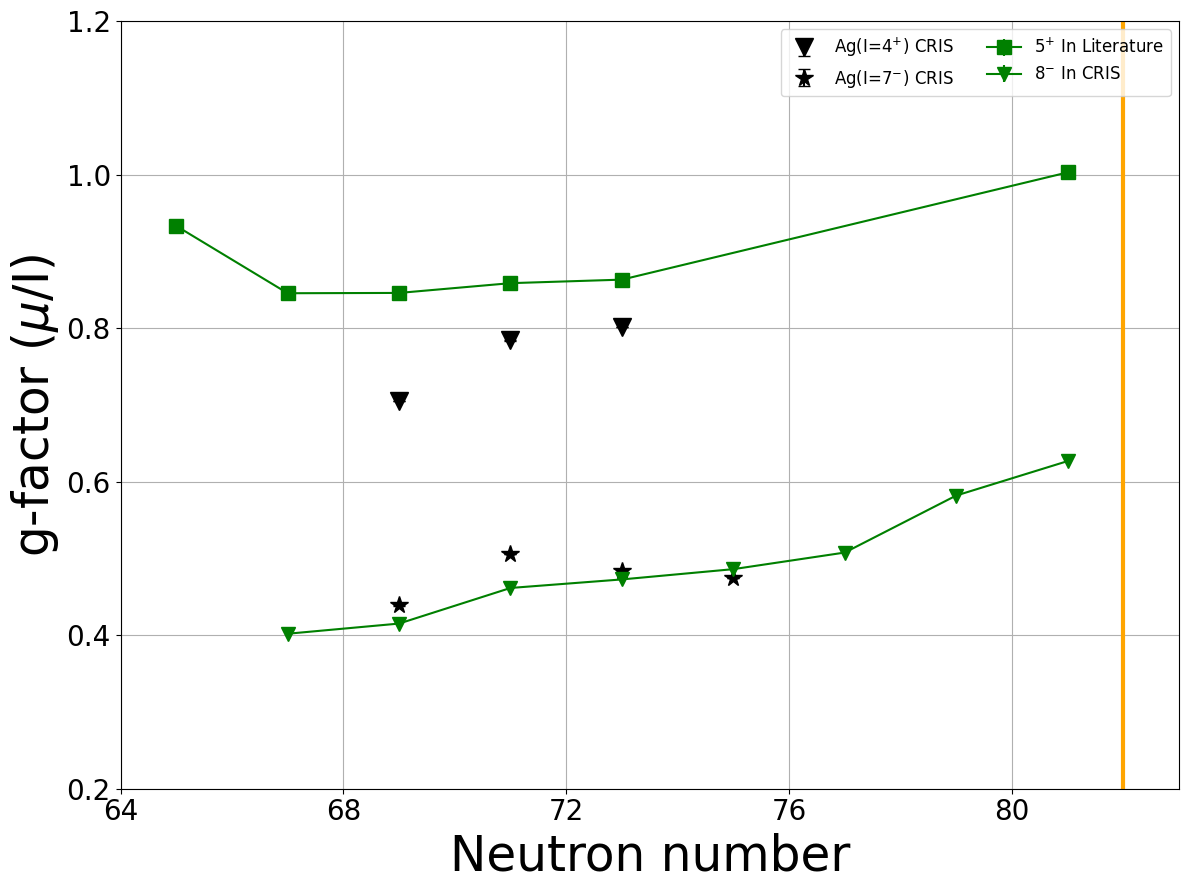 1.2
Ag(I=4⁺) CRIS
Ag(I=7⁻) CRIS
5⁺ In Literature
8⁻ In CRIS
1.0
0.8
0.6
0.4
0.2
g-factor (μ/I)
64 68 72 76 80
Neutron number